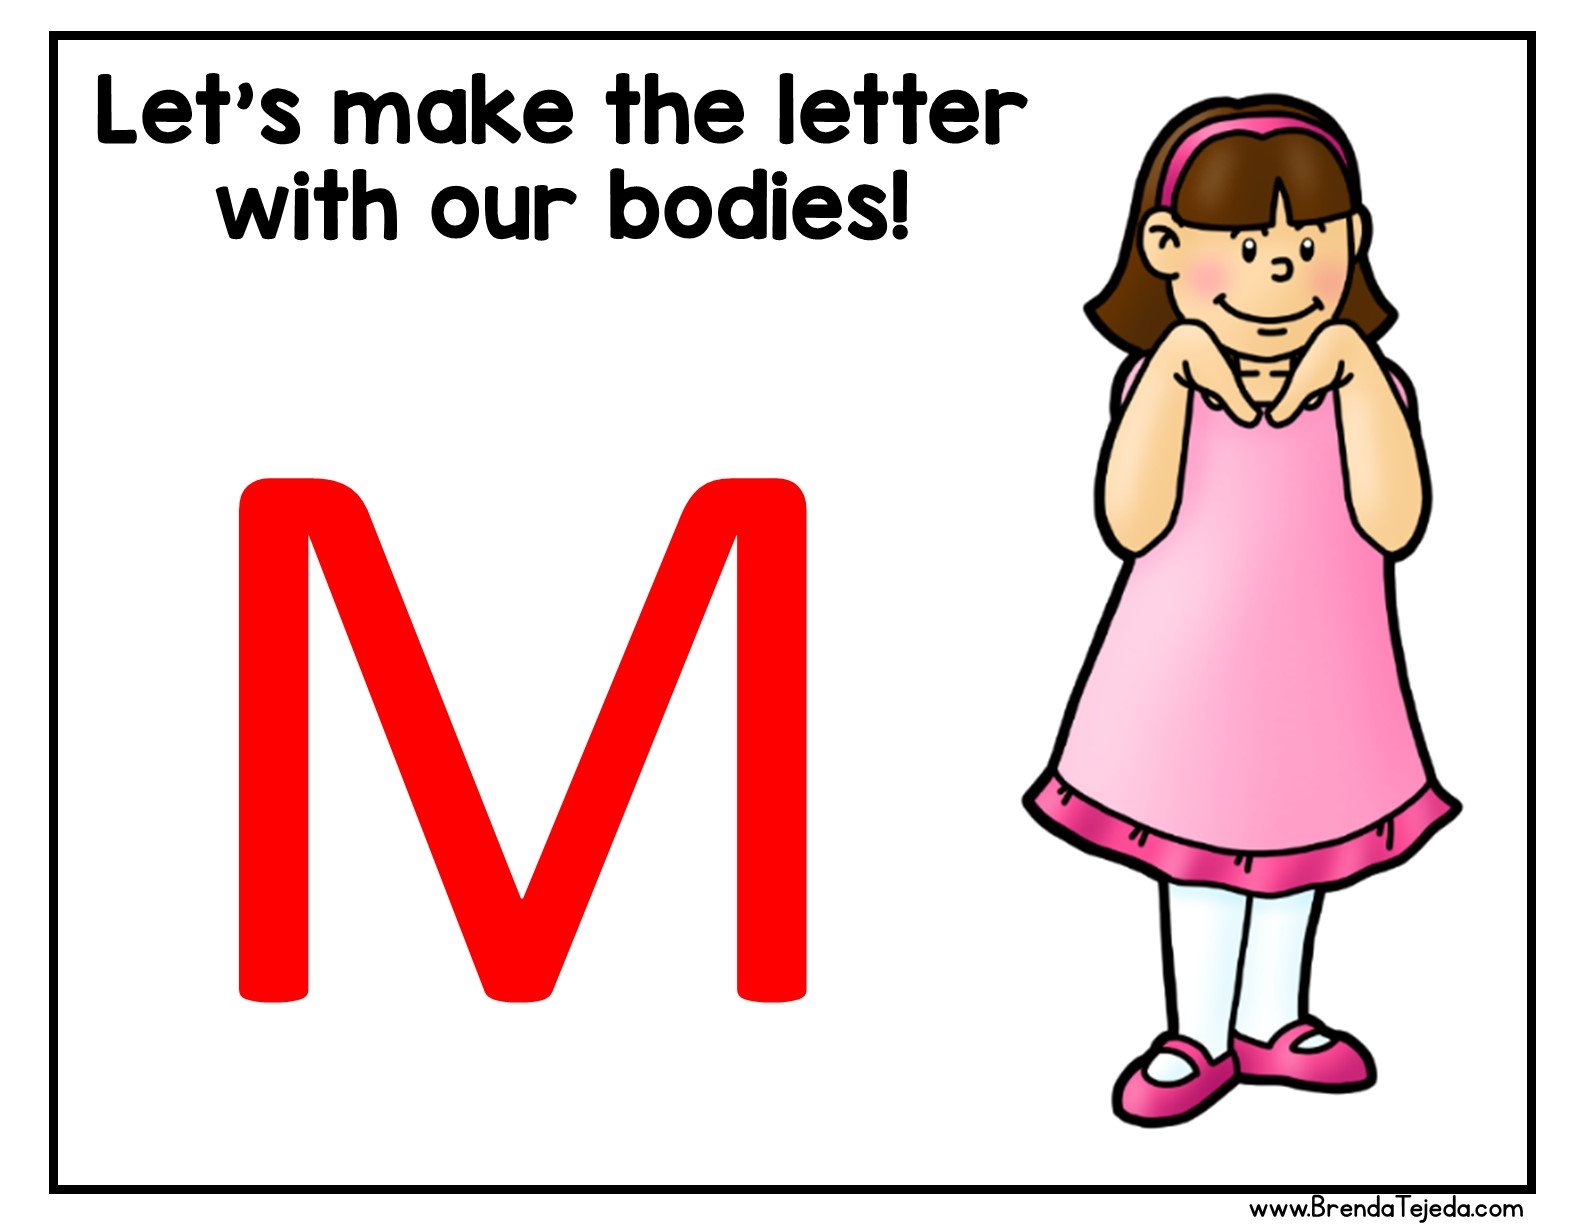 Let's make the letter
with our bodies!
M
www.BrendaTejeda.com